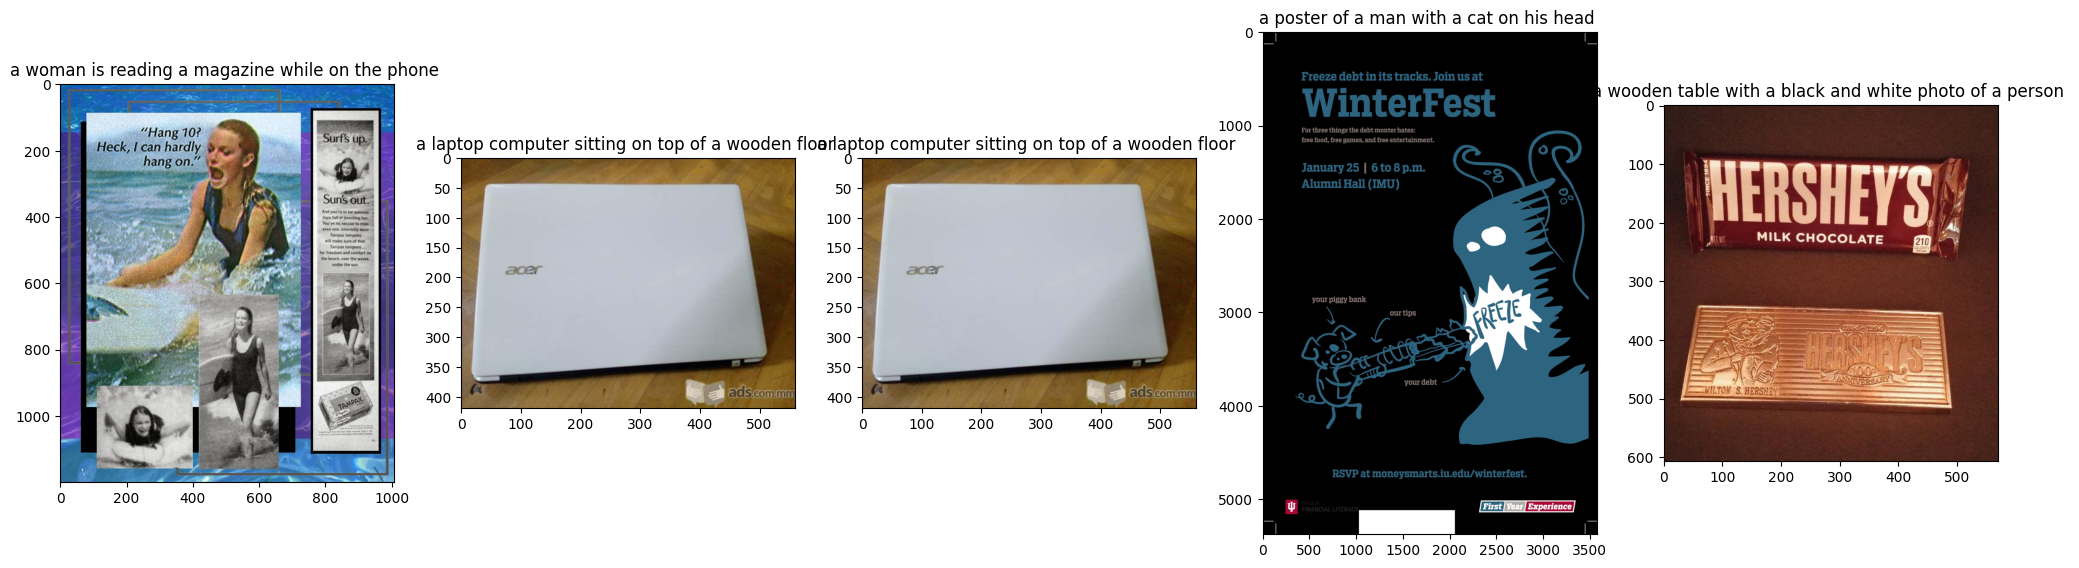 a woman is reading a magazine while on the phone
0
200
400
600
800
1000
0
200
400
600
800
1000
"Hang 10?
Heck, I can hardly
hang on."
Surf's up.
Sun's out.
TAMPAX
a laptop computer sitting on top of a wooden floor
0
50
100
150
200
250
300
350
400
0
100
200
300
400
500
acer
ads.com.mm
a laptop computer sitting on top of a wooden floor
0
50
100
150
200
250
300
350
400
0
100
200
300
400
500
acer
ads.com.mm
a poster of a man with a cat on his head
0
1000
2000
3000
4000
5000
0
500
1000
1500
2000
2500
3000
3500
Freeze debt in its tracks. Join us at
WinterFest
For three things the debt monter hates:
free food, free games, and free entertainment.
January 25 | 6 to 8 p.m.
Alumni Hall (IMU)
your piggy bank
our tips
FREEZE
your debt
RSVP at moneysmarts.iu.edu/winterfest.
FINANCIAL LITERACY
First Year Experience
a wooden table with a black and white photo of a person
0
100
200
300
400
500
600
0
100
200
300
400
500
HERSHEY'S
MILK CHOCOLATE
210
HERSHEY'S
ANNIVERSARY
MILTON S. HERSHEY